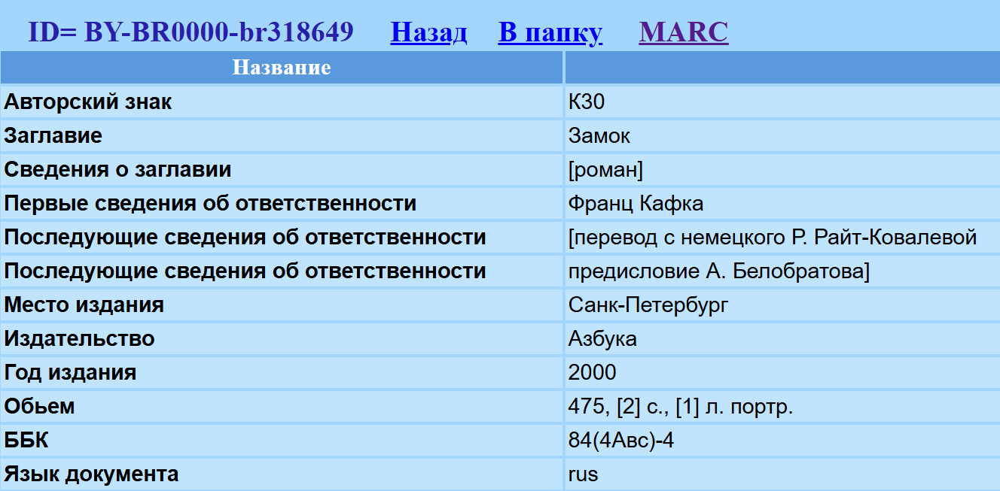 ID= BY-BR0000-br318649 Назад В папку MARC
Название
Авторский знак К30
Заглавие Замок
Сведения о заглавии [роман]
Первые сведения об ответственности Франц Кафка
Последующие сведения об ответственности [перевод с немецкого Р. Райт-Ковалевой
Последующие сведения об ответственности предисловие А. Белобратова]
Место издания Санк-Петербург
Издательство Азбука
Год издания 2000
Обьем 475, [2] с., [1] л. портр.
ББК 84(4Авс)-4
Язык документа rus